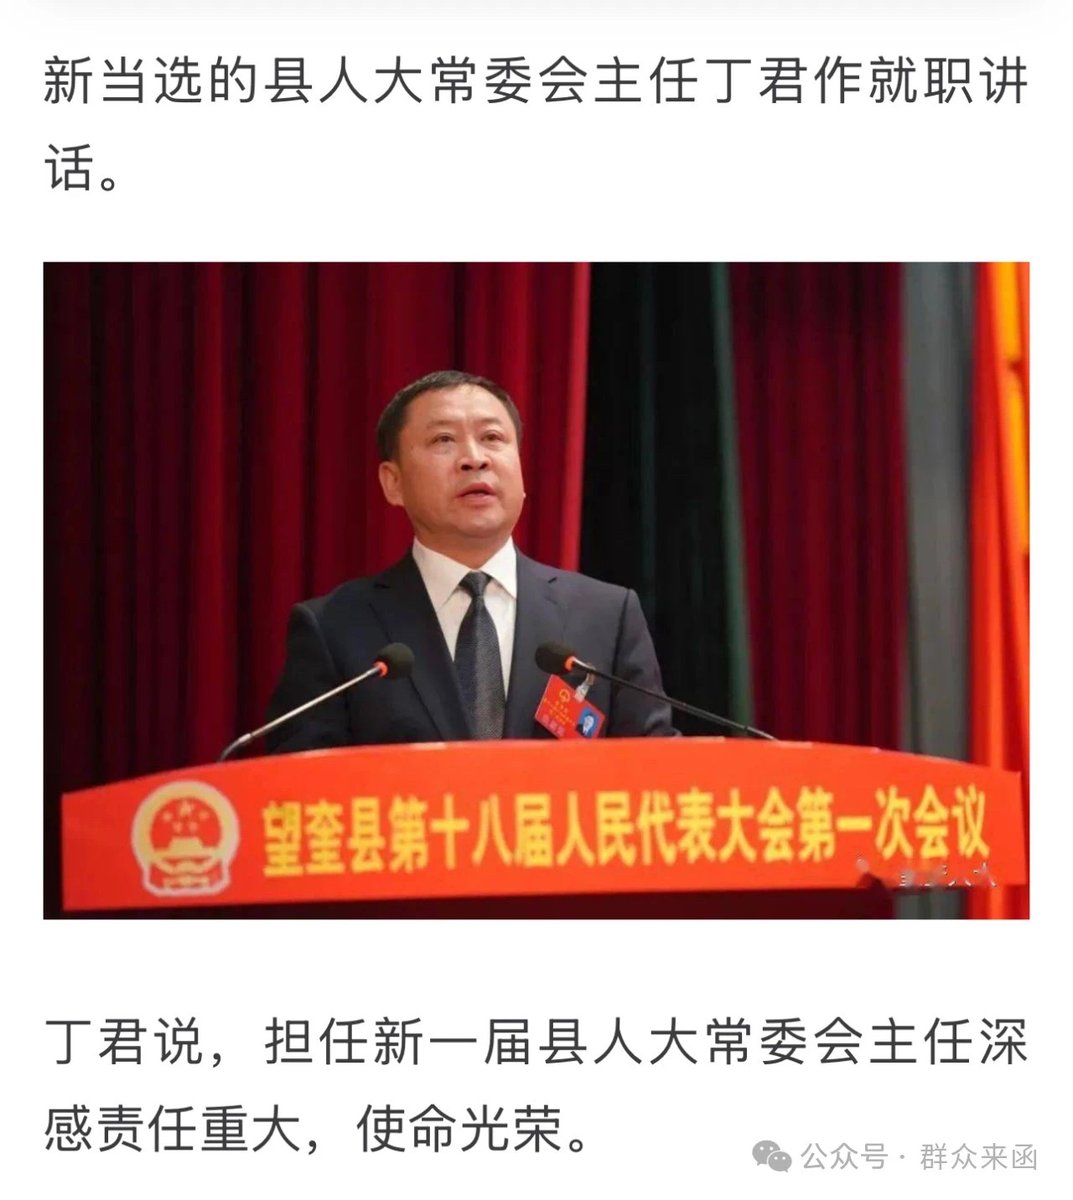 新当选的县人大常委会主任丁君作就职讲
话。
望奎县第十八届人民代表大会第一次会议
丁君说，担任新一届县人大常委会主任深
感责任重大，使命光荣。
公众号·群众来函